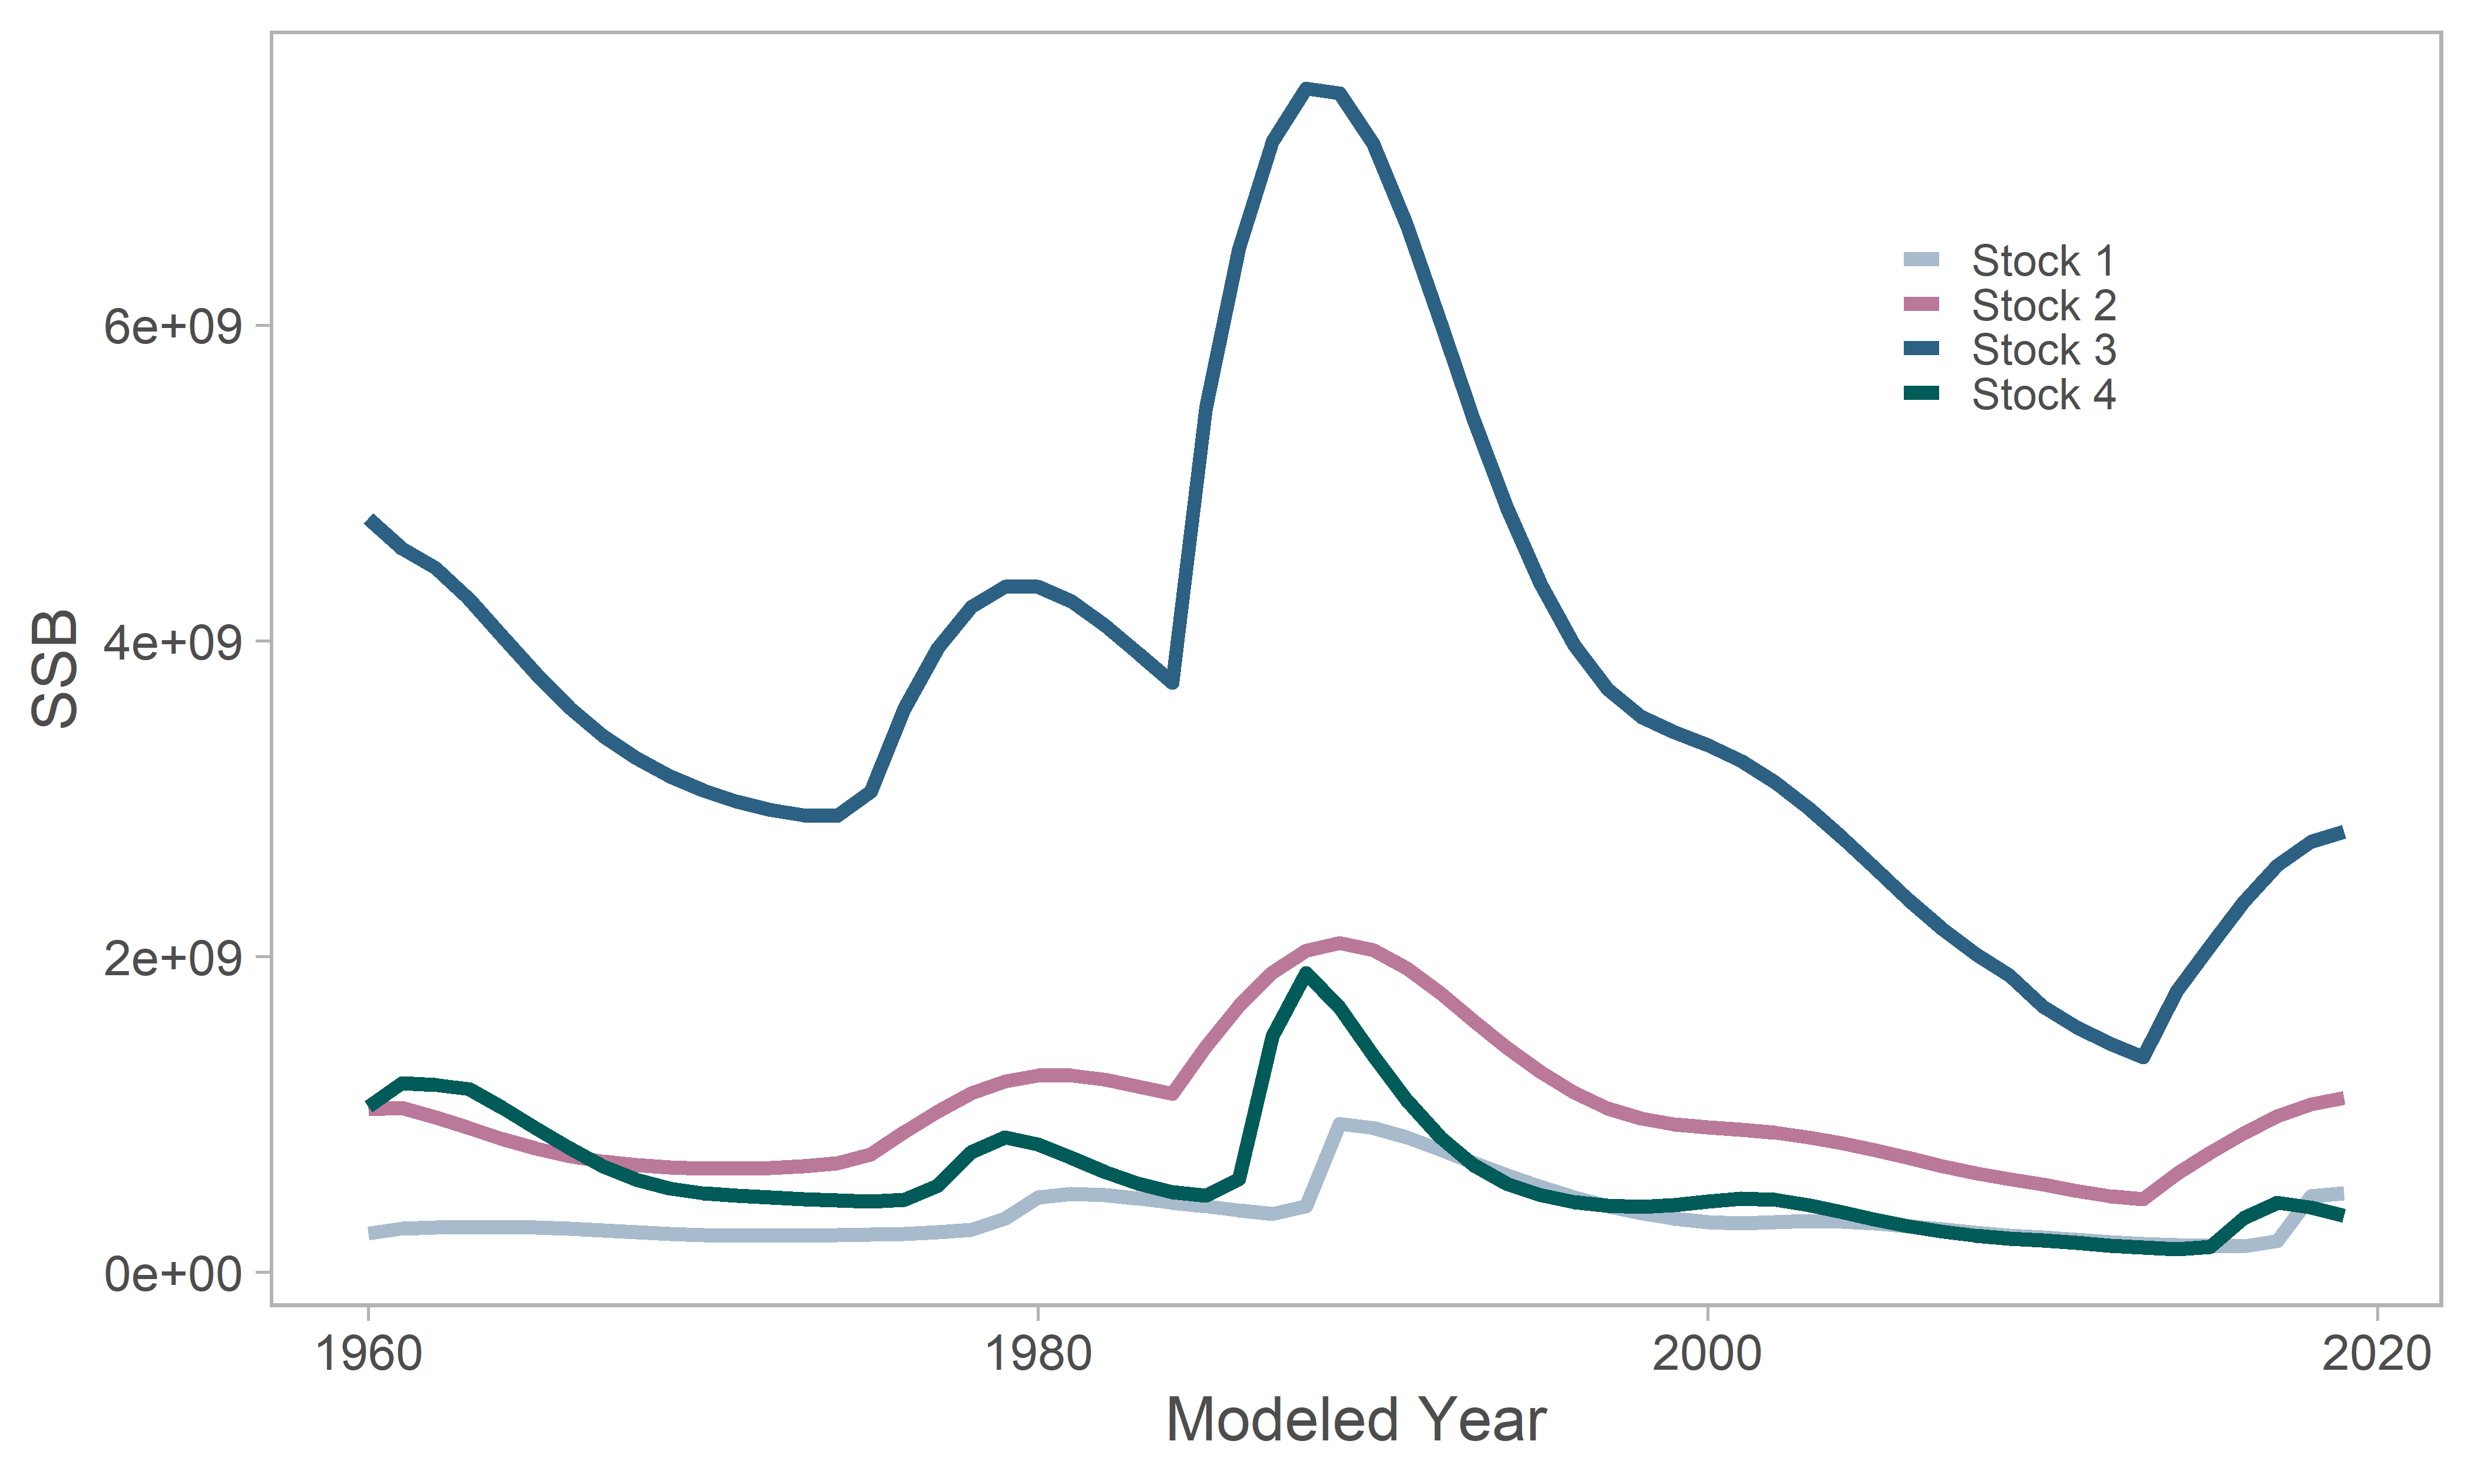 Stock 1
Stock 2
6e+09
Stock 3
Stock 4
SSB
4e+09
2e+09
0e+00
1960
1980
2000
2020
Modeled Year